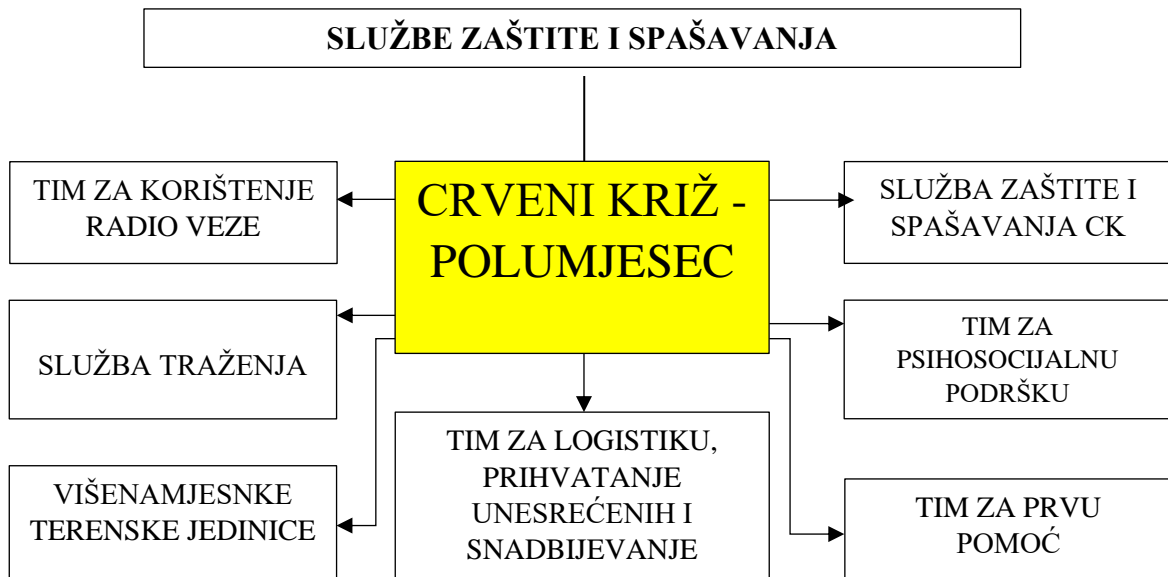 SLUŽBE ZAŠTITE I SPAŠAVANJA
TIM ZA KORIŠTENJE
RADIO VEZE
CRVENI KRIŽ -
POLUMJESEC
SLUŽBA ZAŠTITE I
SPAŠAVANJA CK
SLUŽBA TRAŽENJA
TIM ZA
PSIHOSOCIJALNU
PODRŠKU
VIŠENAMJESNKE
TERENSKE JEDINICE
TIM ZA LOGISTIKU,
PRIHVATANJE
UNESREĆENIH I
SNADBIJEVANJE
TIM ZA PRVU
POMOĆ